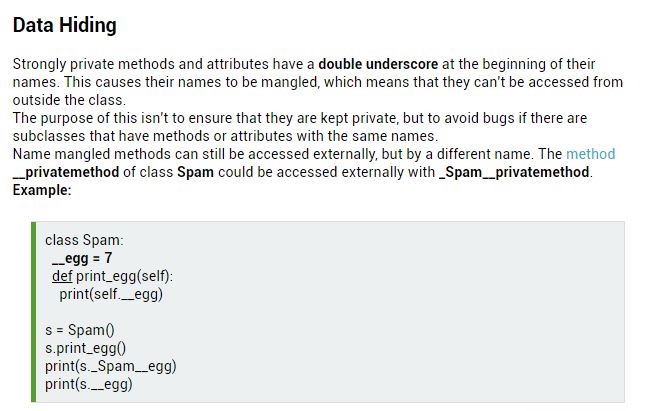 Data Hiding
Strongly private methods and attributes have a double underscore at the beginning of their
names. This causes their names to be mangled, which means that they can't be accessed from
outside the class.
The purpose of this isn't to ensure that they are kept private, but to avoid bugs if there are
subclasses that have methods or attributes with the same names.
Name mangled methods can still be accessed externally, but by a different name. The method
__privatemethod of class Spam could be accessed externally with _Spam__privatemethod.
Example:
class Spam:
__egg = 7
def print_egg(self):
print(self.__egg)
s = Spam()
s.print_egg()
print(s._Spam__egg)
print(s.__egg)